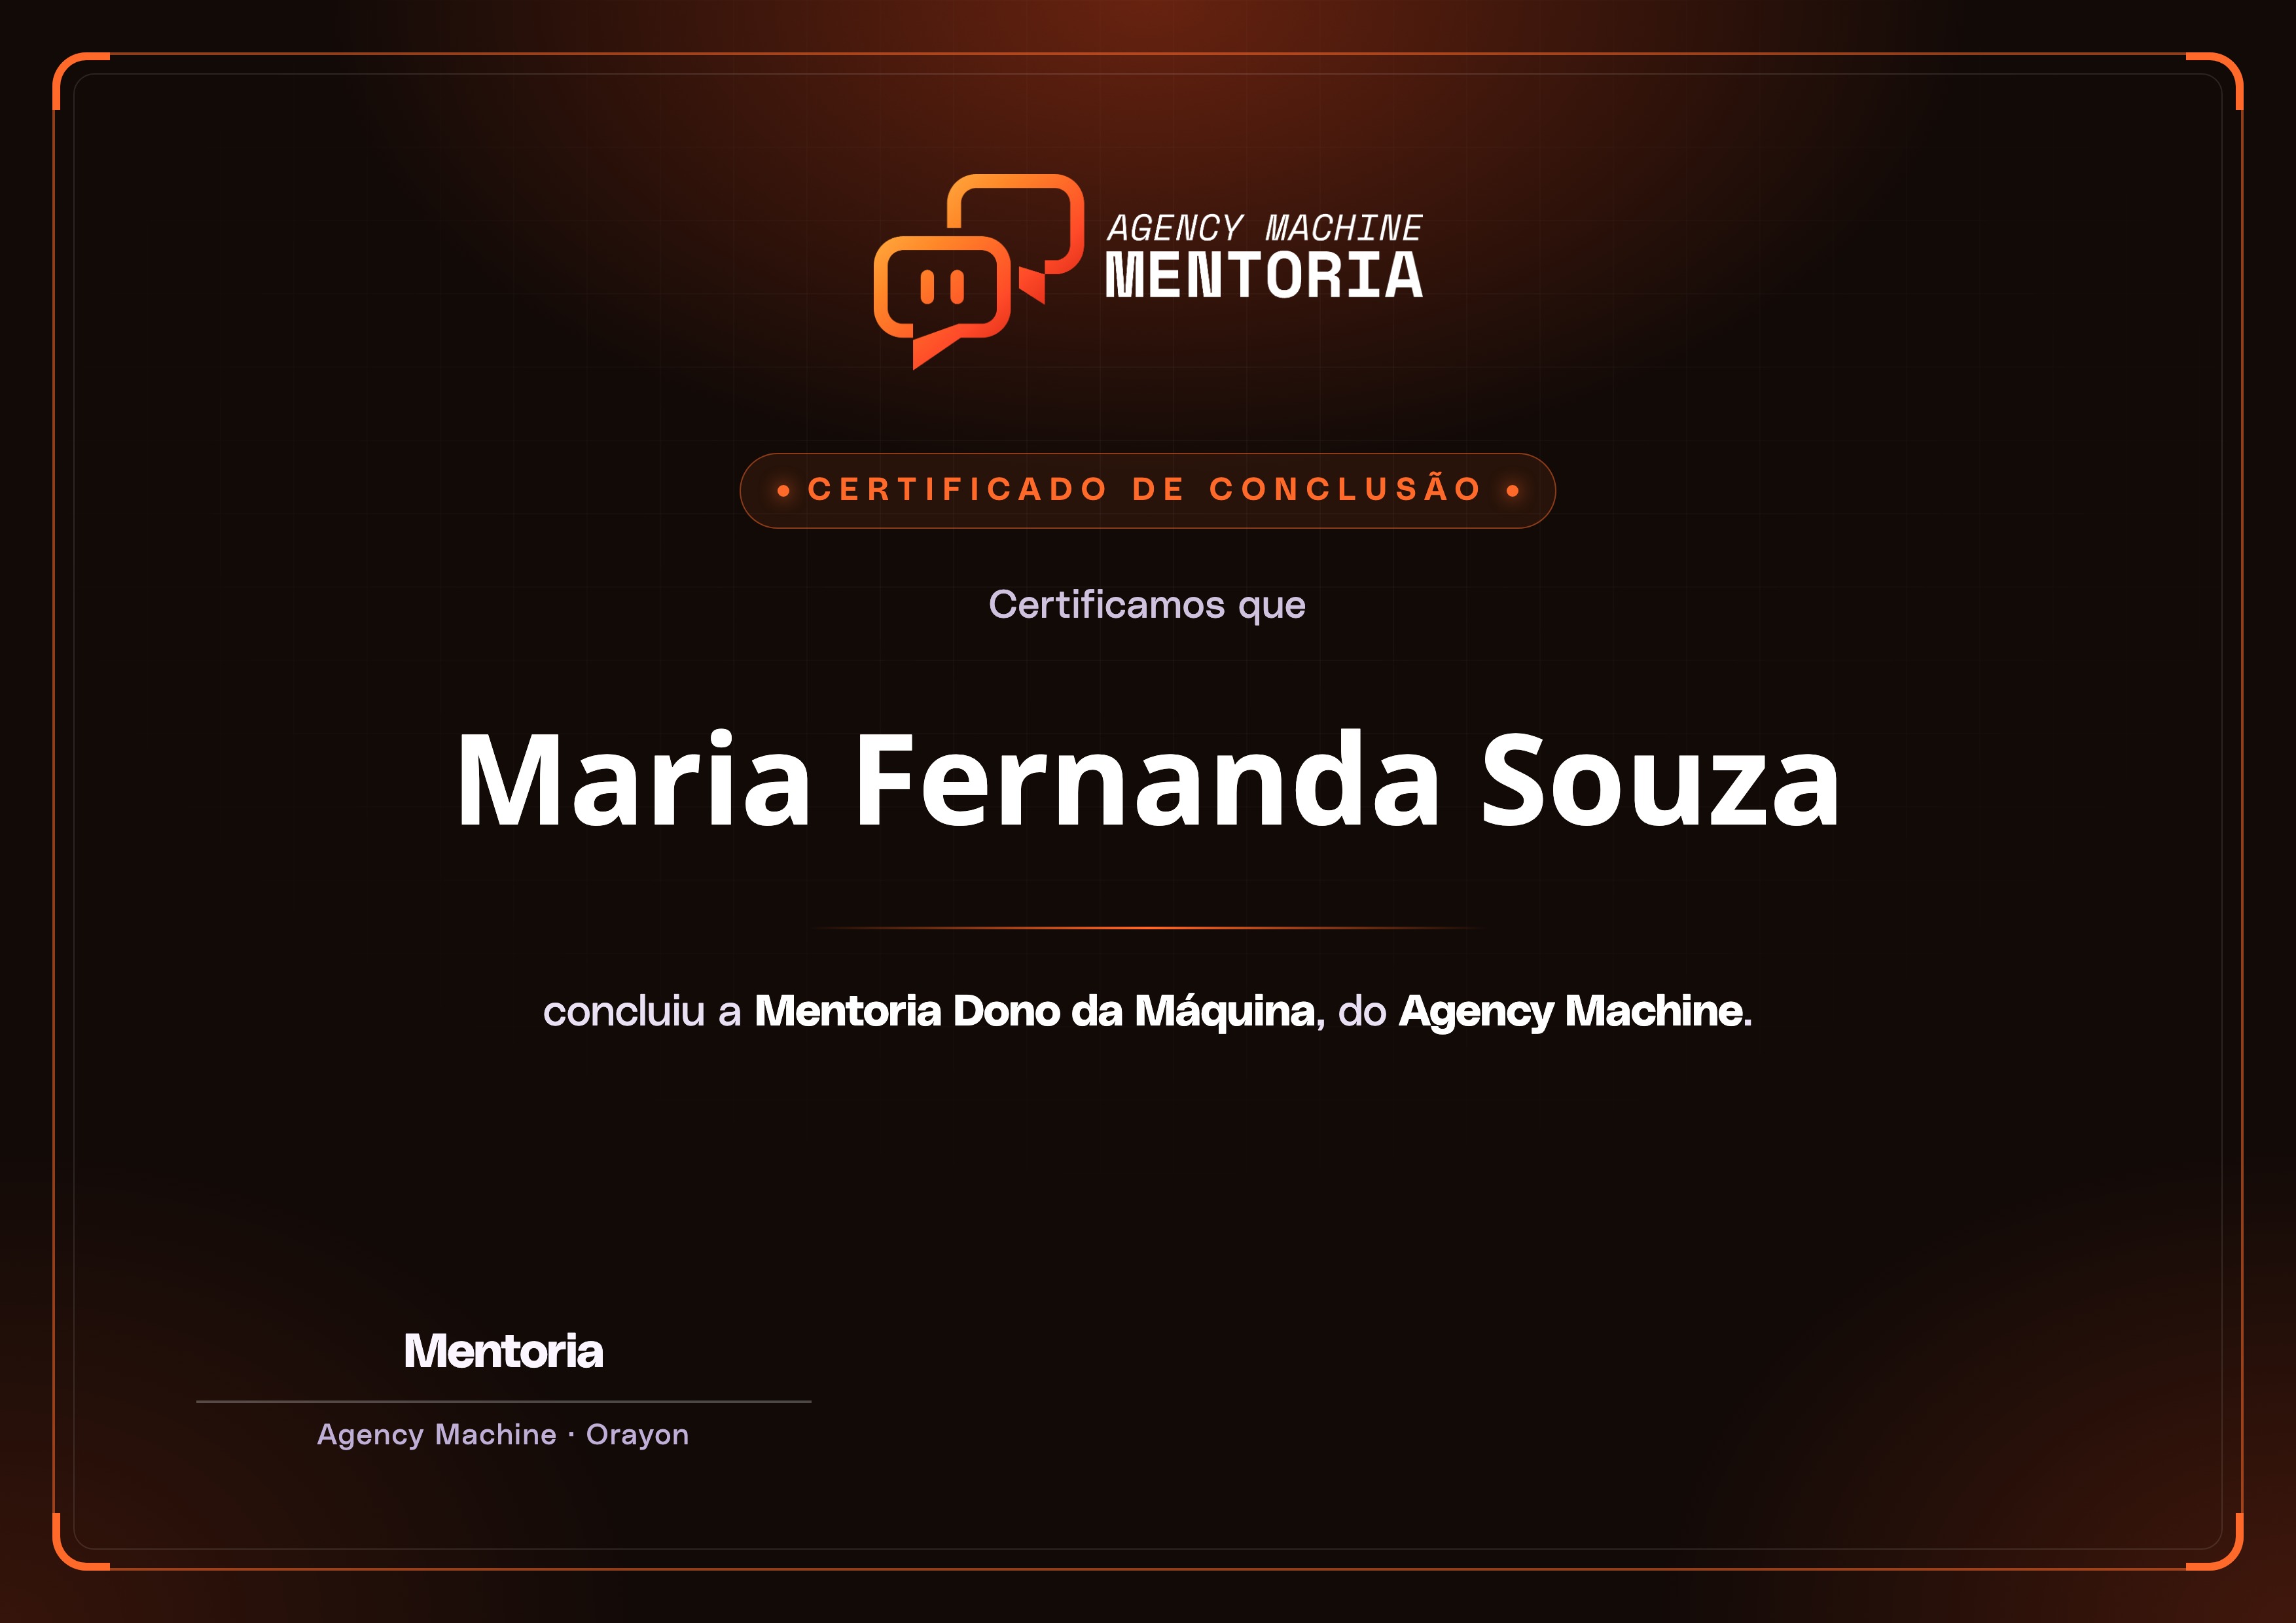 AGENCY MACHINE
MENTORIA
CERTIFICADO DE CONCLUSÃO
Certificamos que
Maria Fernanda Souza
concluiu a Mentoria Dono da Máquina, do Agency Machine.
Mentoria
Agency Machine · Orayon